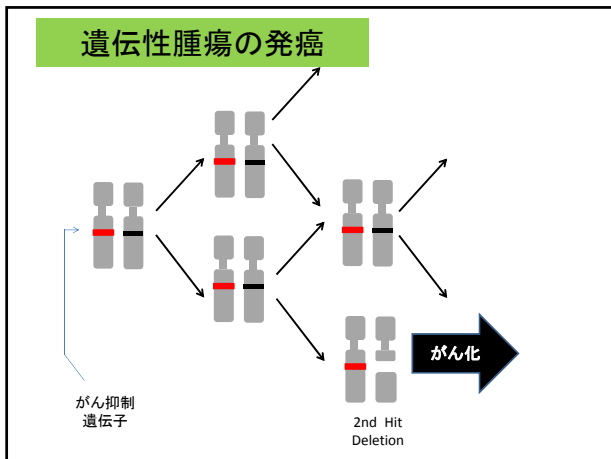 遺伝性腫瘍の発癌
がん抑制
遺伝子
がん化
2nd Hit
Deletion